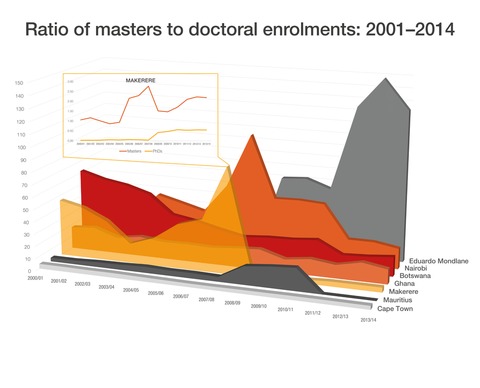 Ratio of masters to doctoral enrolments: 2001–2014
MAKERERE
Masters
PhDs
150
140
130
120
110
100
90
80
70
60
50
40
30
20
10
0
2000/01
2001/02
2002/03
2003/04
2004/05
2005/06
2006/07
2007/08
2008/09
2009/10
2010/11
2011/12
2012/13
2013/14
Eduardo Mondlane
Nairobi
Botswana
Ghana
Makerere
Mauritius
Cape Town